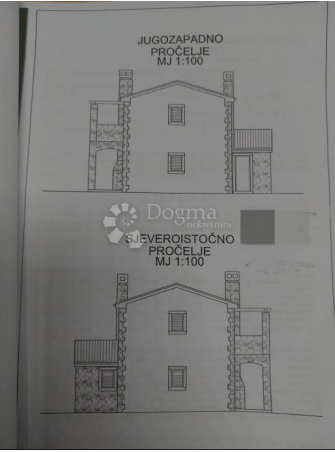 JUGOZAPADNO
PROČELJE
MJ 1:100
Dogma
nekretnine
SJEVEROISTOČNO
PROČELJE
MJ 1:100